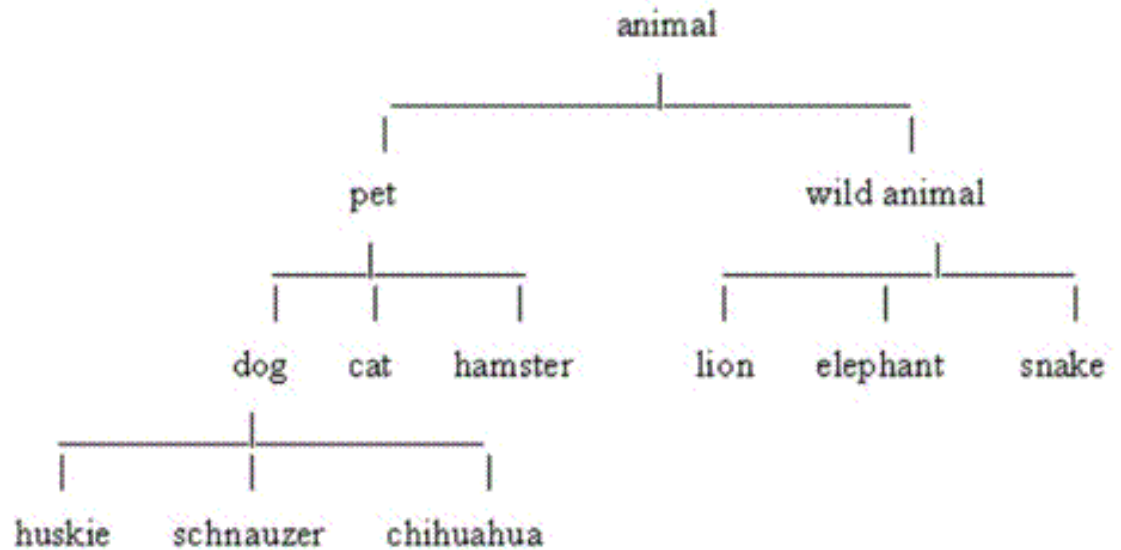 animal
pet wild animal
dog cat hamster lion elephant snake
huskie schnauzer chihuahua